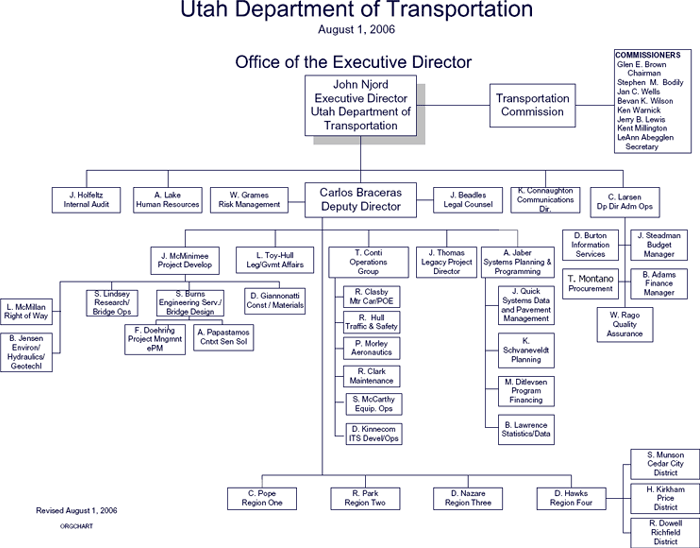 Utah Department of Transportation
August 1, 2006
Office of the Executive Director
John Njord
Executive Director
Utah Department of
Transportation
Transportation
Commission
COMMISSIONERS
Glen E. Brown
Chairman
Stephen M. Bodily
Jan C. Wells
Bevan K. Wilson
Ken Warnick
Jerry B. Lewis
Kent Millington
LeAnn Abegglen
Secretary
J. Holfeltz
Internal Audit
A. Lake
Human Resources
W. Grames
Risk Management
Carlos Braceras
Deputy Director
J. Beadles
Legal Counsel
K. Connaughton
Communications
Dir.
C. Larsen
Dp Dir Adm Ops
J. McMinimee
Project Develop
L. Toy-Hull
Leg/Gvmt Affairs
T. Conti
Operations
Group
J. Thomas
Legacy Project
Director
A. Jaber
Systems Planning &
Programming
D. Burton
Information
Services
J. Steadman
Budget
Manager
T. Montano
Procurement
B. Adams
Finance
Manager
W. Rago
Quality
Assurance
L. McMillan
Right of Way
S. Lindsey
Research/
Bridge Ops
S. Burns
Engineering Serv./
Bridge Design
D. Giannonatti
Const / Materials
B. Jensen
Environ/
Hydraulics/
Geotechl
F. Doehring
Project Mngmnt
ePM
A. Papastamos
Cntxt Sen Sol
R. Clasby
Mtr Car/POE
R. Hull
Traffic & Safety
P. Morley
Aeronautics
R. Clark
Maintenance
S. McCarthy
Equip. Ops
D. Kinnecom
ITS Devel/Ops
J. Quick
Systems Data
and Pavement
Management
K.
Schvaneveldt
Planning
M. Ditlevsen
Program
Financing
B. Lawrence
Statistics/Data
C. Pope
Region One
R. Park
Region Two
D. Nazare
Region Three
D. Hawks
Region Four
S. Munson
Cedar City
District
H. Kirkham
Price
District
R. Dowell
Richfield
District
Revised August 1, 2006
ORGCHART